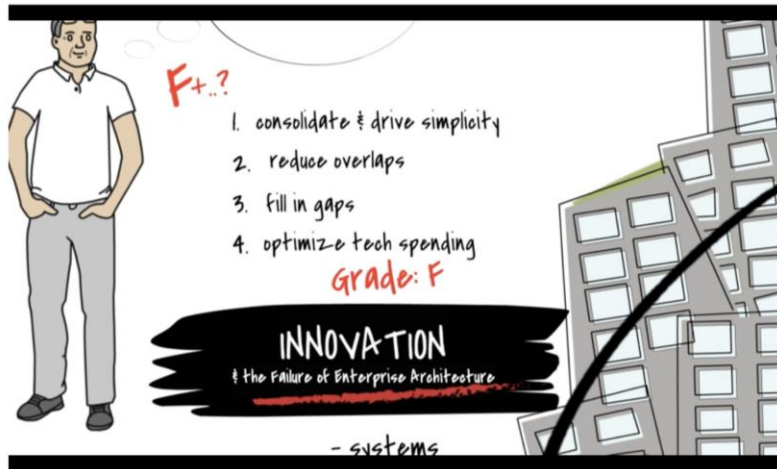 F+..?
1. consolidate & drive simplicity
2. reduce overlaps
3. fill in gaps
4. optimize tech spending
Grade: F
INNOVATION
& the Failure of Enterprise Architecture
- systems